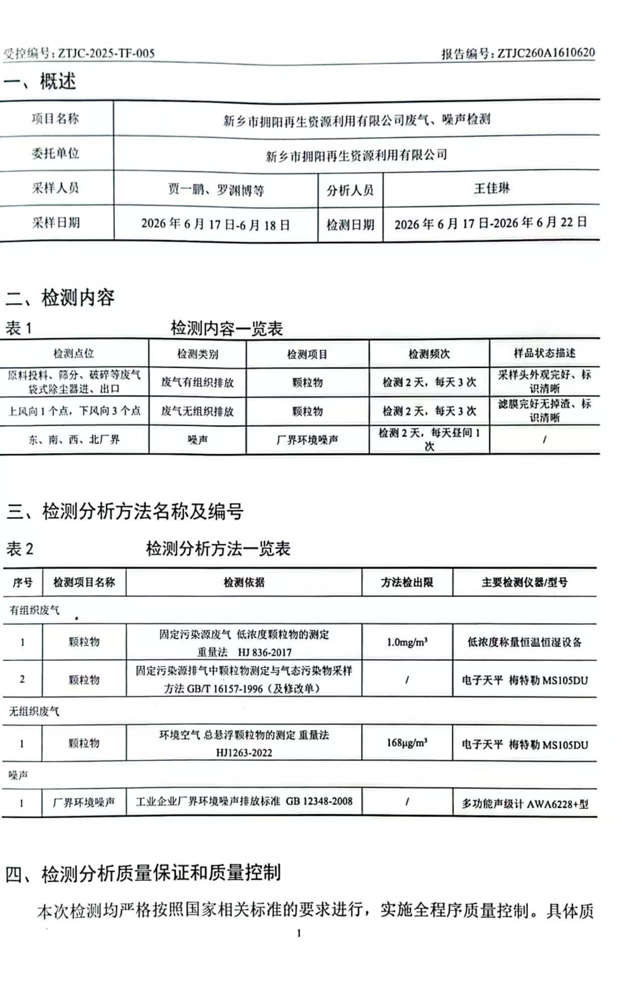 受控编号：ZTJC-2025-TF-005 报告编号：ZTJC260A1610620
一、概述
项目名称 新乡市拥阳再生资源利用有限公司废气、噪声检测
委托单位 新乡市拥阳再生资源利用有限公司
采样人员 贾一鹏、罗渊博等 分析人员 王佳琳
采样日期 2026 年 6 月 17 日-6 月 18 日 检测日期 2026 年 6 月 17 日-2026 年 6 月 22 日
二、检测内容
表 1 检测内容一览表
检测点位 检测类别 检测项目 检测频次 样品状态描述
原料投料、筛分、破碎等废气
袋式除尘器进、出口
废气有组织排放
颗粒物
检测 2 天，每天 3 次
采样头外观完好、标
识清晰
上风向 1 个点，下风向 3 个点
废气无组织排放
颗粒物
检测 2 天，每天 3 次
滤膜完好无掉渣、标
识清晰
东、南、西、北厂界
噪声
厂界环境噪声
检测 2 天，每天昼间 1
次
/
三、检测分析方法名称及编号
表 2 检测分析方法一览表
序号 检测项目名称 检测依据 方法检出限 主要检测仪器/型号
有组织废气
1
颗粒物
固定污染源废气 低浓度颗粒物的测定
重量法 HJ 836-2017
1.0mg/m³
低浓度称量恒温恒湿设备
2
颗粒物
固定污染源排气中颗粒物测定与气态污染物采样
方法 GB/T 16157-1996（及修改单）
/
电子天平 梅特勒 MS105DU
无组织废气
1
颗粒物
环境空气 总悬浮颗粒物的测定 重量法
HJ1263-2022
168μg/m³
电子天平 梅特勒 MS105DU
噪声
1 厂界环境噪声 工业企业厂界环境噪声排放标准 GB 12348-2008 / 多功能声级计 AWA6228+型
四、检测分析质量保证和质量控制
本次检测均严格按照国家相关标准的要求进行，实施全程序质量控制。具体质
1